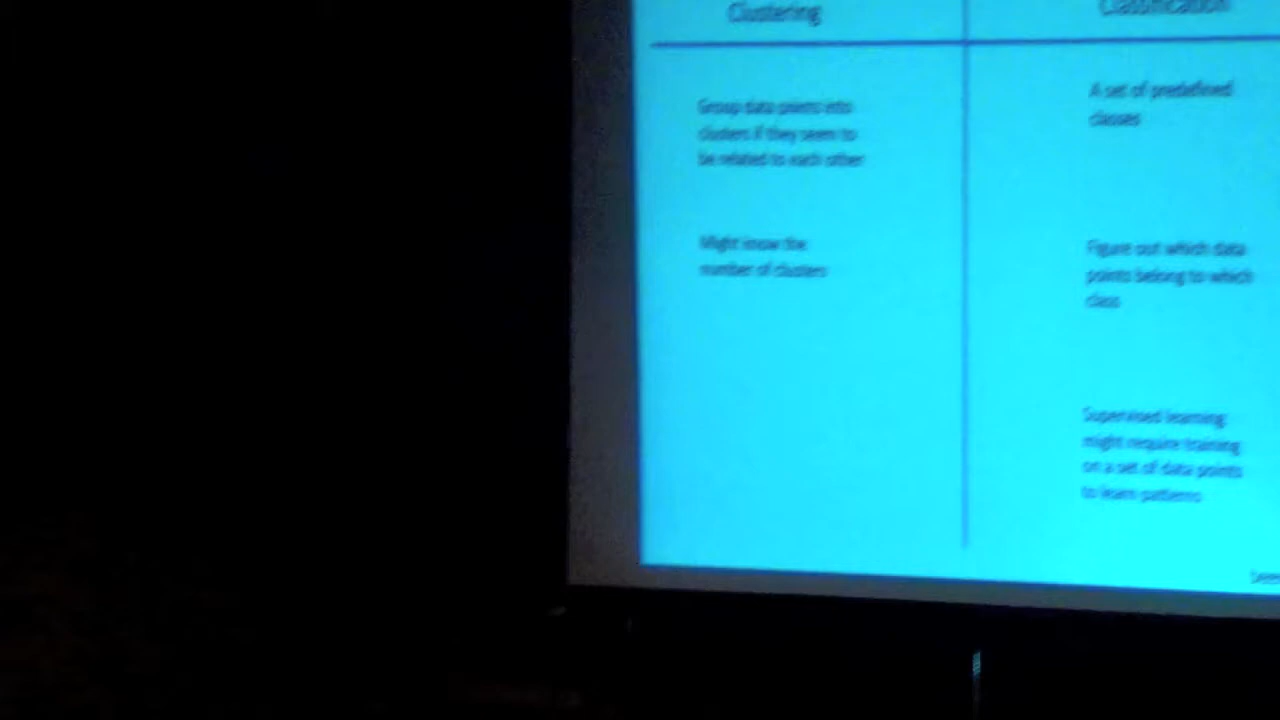 Clustering
Classification
Group data points into
clusters if they seem to
be related to each other
Might know the
number of clusters
A set of predefined
classes
Figure out which data
points belong to which
class
Supervised learning
might require training
on a set of data points
to learn patterns